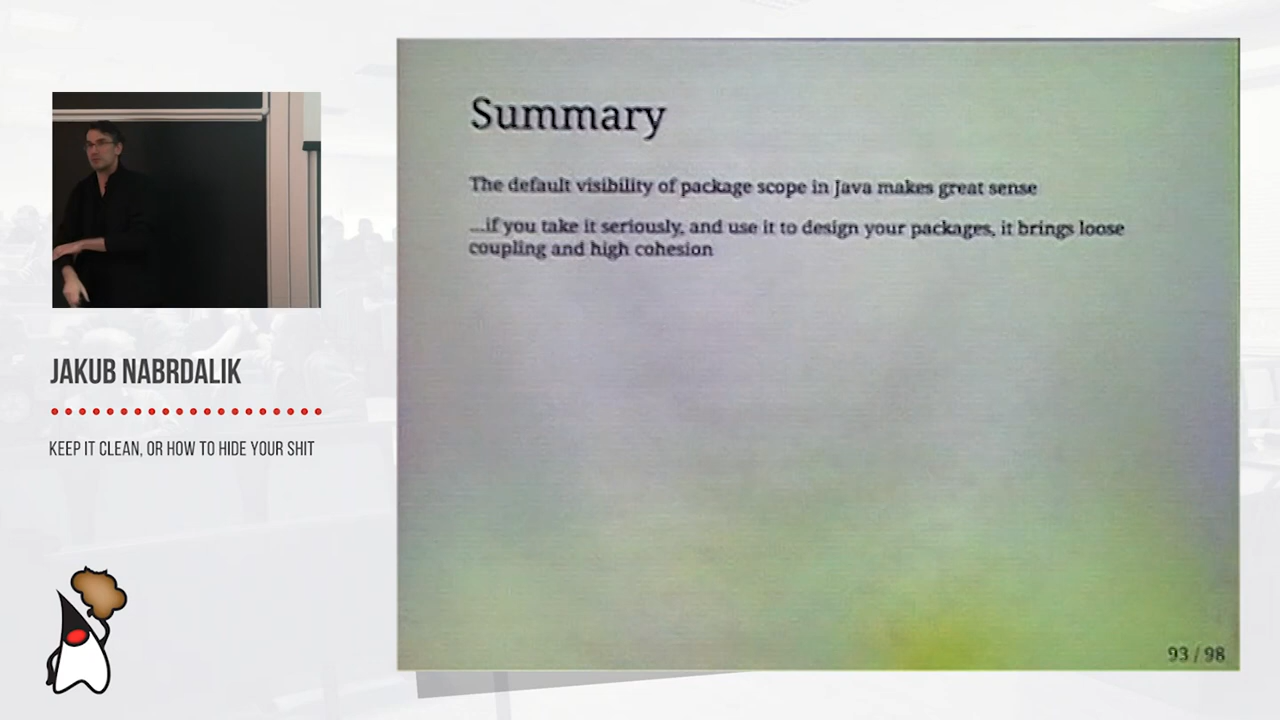 JAKUB NABRDALIK
KEEP IT CLEAN, OR HOW TO HIDE YOUR SHIT
Summary
The default visibility of package scope in Java makes great sense
...if you take it seriously, and use it to design your packages, it brings loose
coupling and high cohesion
93 / 98